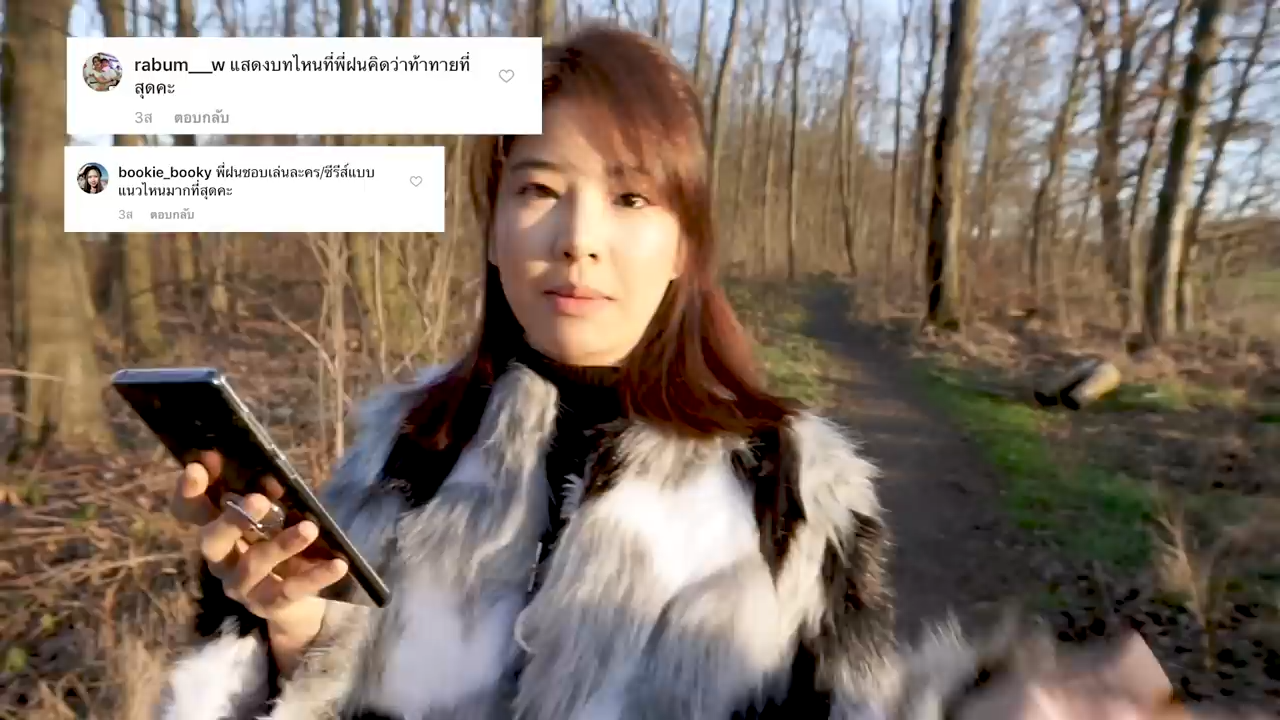 rabum__w แสดงบทไหนที่พี่ฝนคิดว่าท้าทายที่
สุดคะ
3ส ตอบกลับ
bookie_booky พี่ฝนชอบเล่นละคร/ซีรีส์แบบ
แนวไหนมากที่สุดคะ
3ส ตอบกลับ